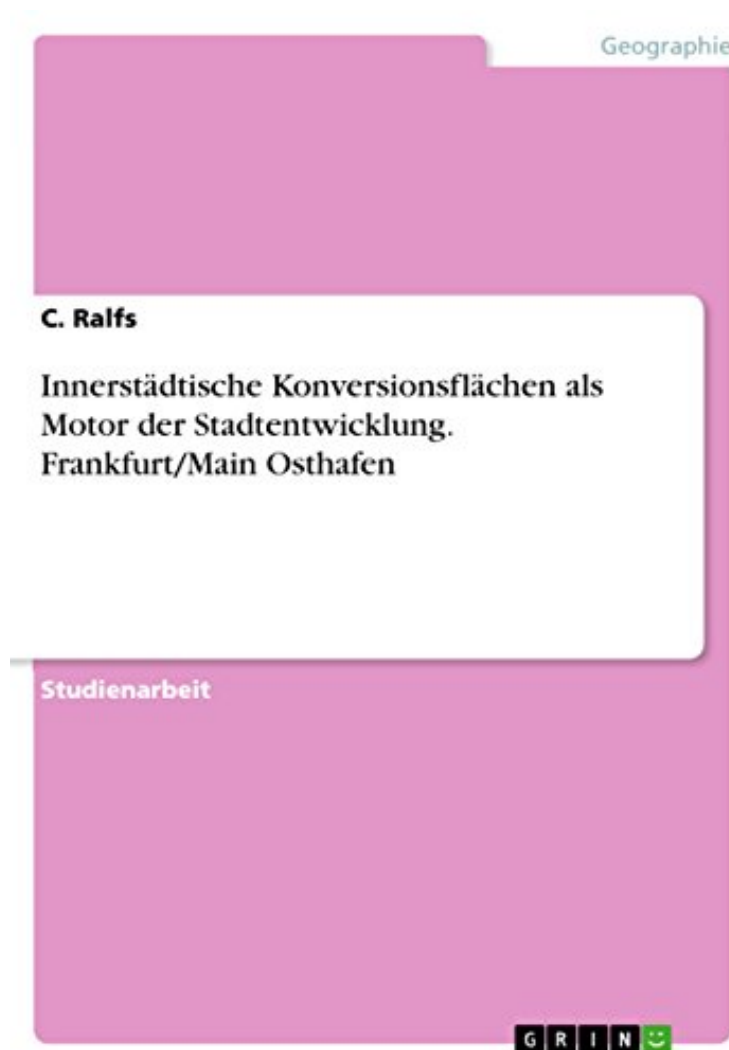 Geographie
C. Ralfs
Innerstädtische Konversionsflächen als
Motor der Stadtentwicklung.
Frankfurt/Main Osthafen
Studienarbeit
GRIN